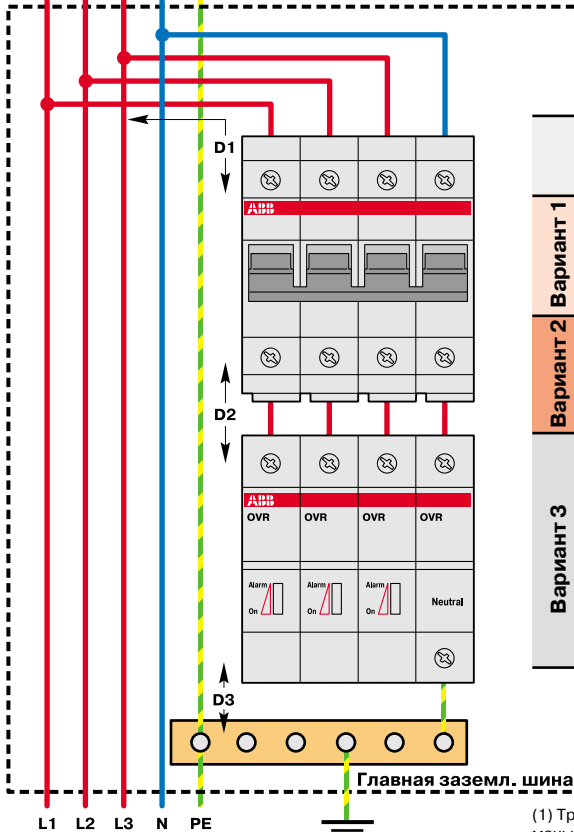 D1
ABB
D2
ABB
OVR OVR OVR OVR
Alarm Alarm Alarm
On On On
Neutral
D3
Главная заземл. шина
L1 L2 L3 N PE
Вариант 1
Вариант 2
Вариант 3
(1) Тр